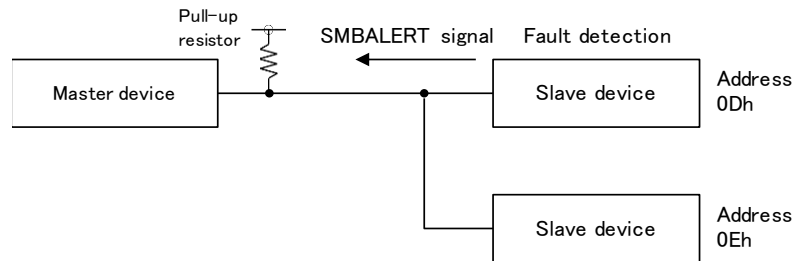 Pull-up
resistor
SMBALERT signal
Fault detection
Master device
Slave device
Address
0Dh
Slave device
Address
0Eh